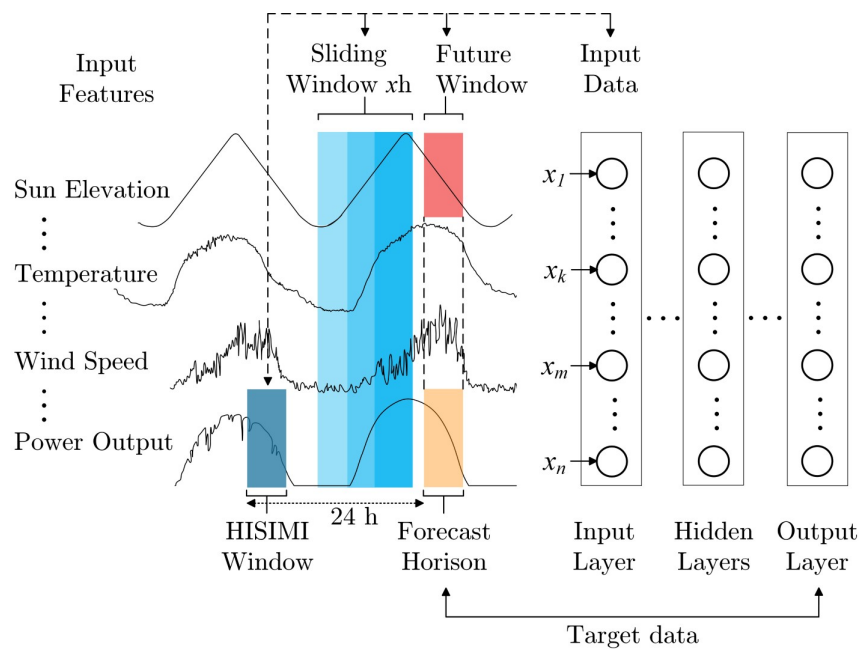 Input
Features
Sliding
Window xh
Future
Window
Input
Data
Sun Elevation
Temperature
Wind Speed
Power Output
x1
xk
xm
xn
24 h
HISIMI
Window
Forecast
Horison
Input
Layer
Hidden
Layers
Output
Layer
Target data